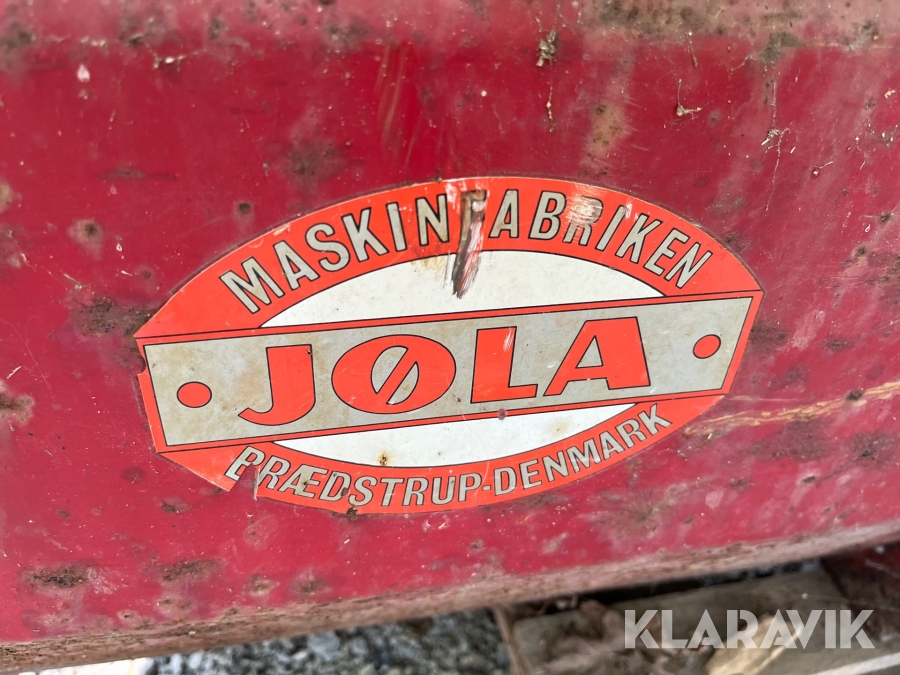 MASKINFABRIKEN
· JØLA ·
BRÆDSTRUP-DENMARK
KLARAVIK